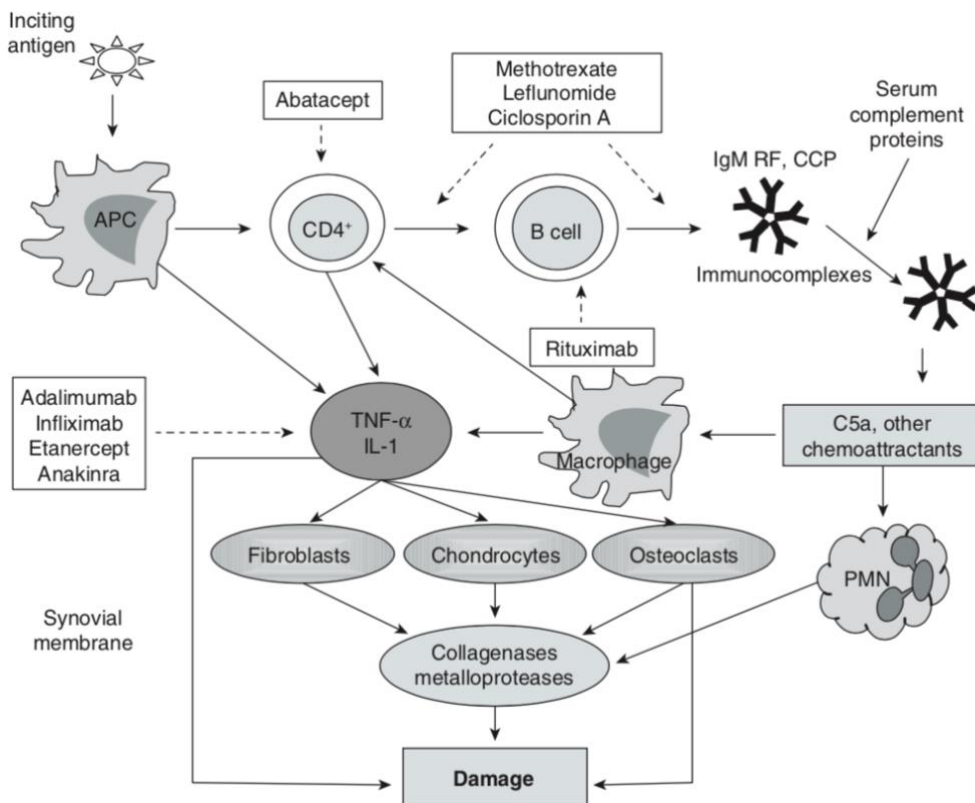 Inciting
antigen
Abatacept
Methotrexate
Leflunomide
Ciclosporin A
Serum
complement
proteins
IgM RF, CCP
APC
CD4⁺
B cell
Immunocomplexes
Rituximab
Adalimumab
Infliximab
Etanercept
Anakinra
TNF-α
IL-1
Macrophage
C5a, other
chemoattractants
Fibroblasts
Chondrocytes
Osteoclasts
PMN
Synovial
membrane
Collagenases
metalloproteases
Damage